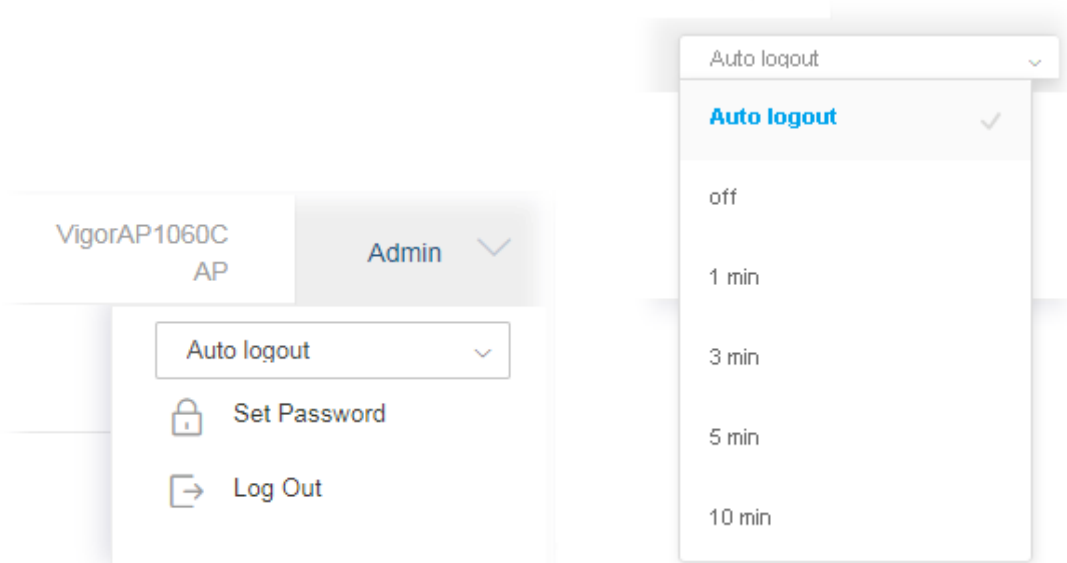 VigorAP1060C
AP
Admin
Auto logout
Set Password
Log Out
Auto logout
Auto logout
off
1 min
3 min
5 min
10 min